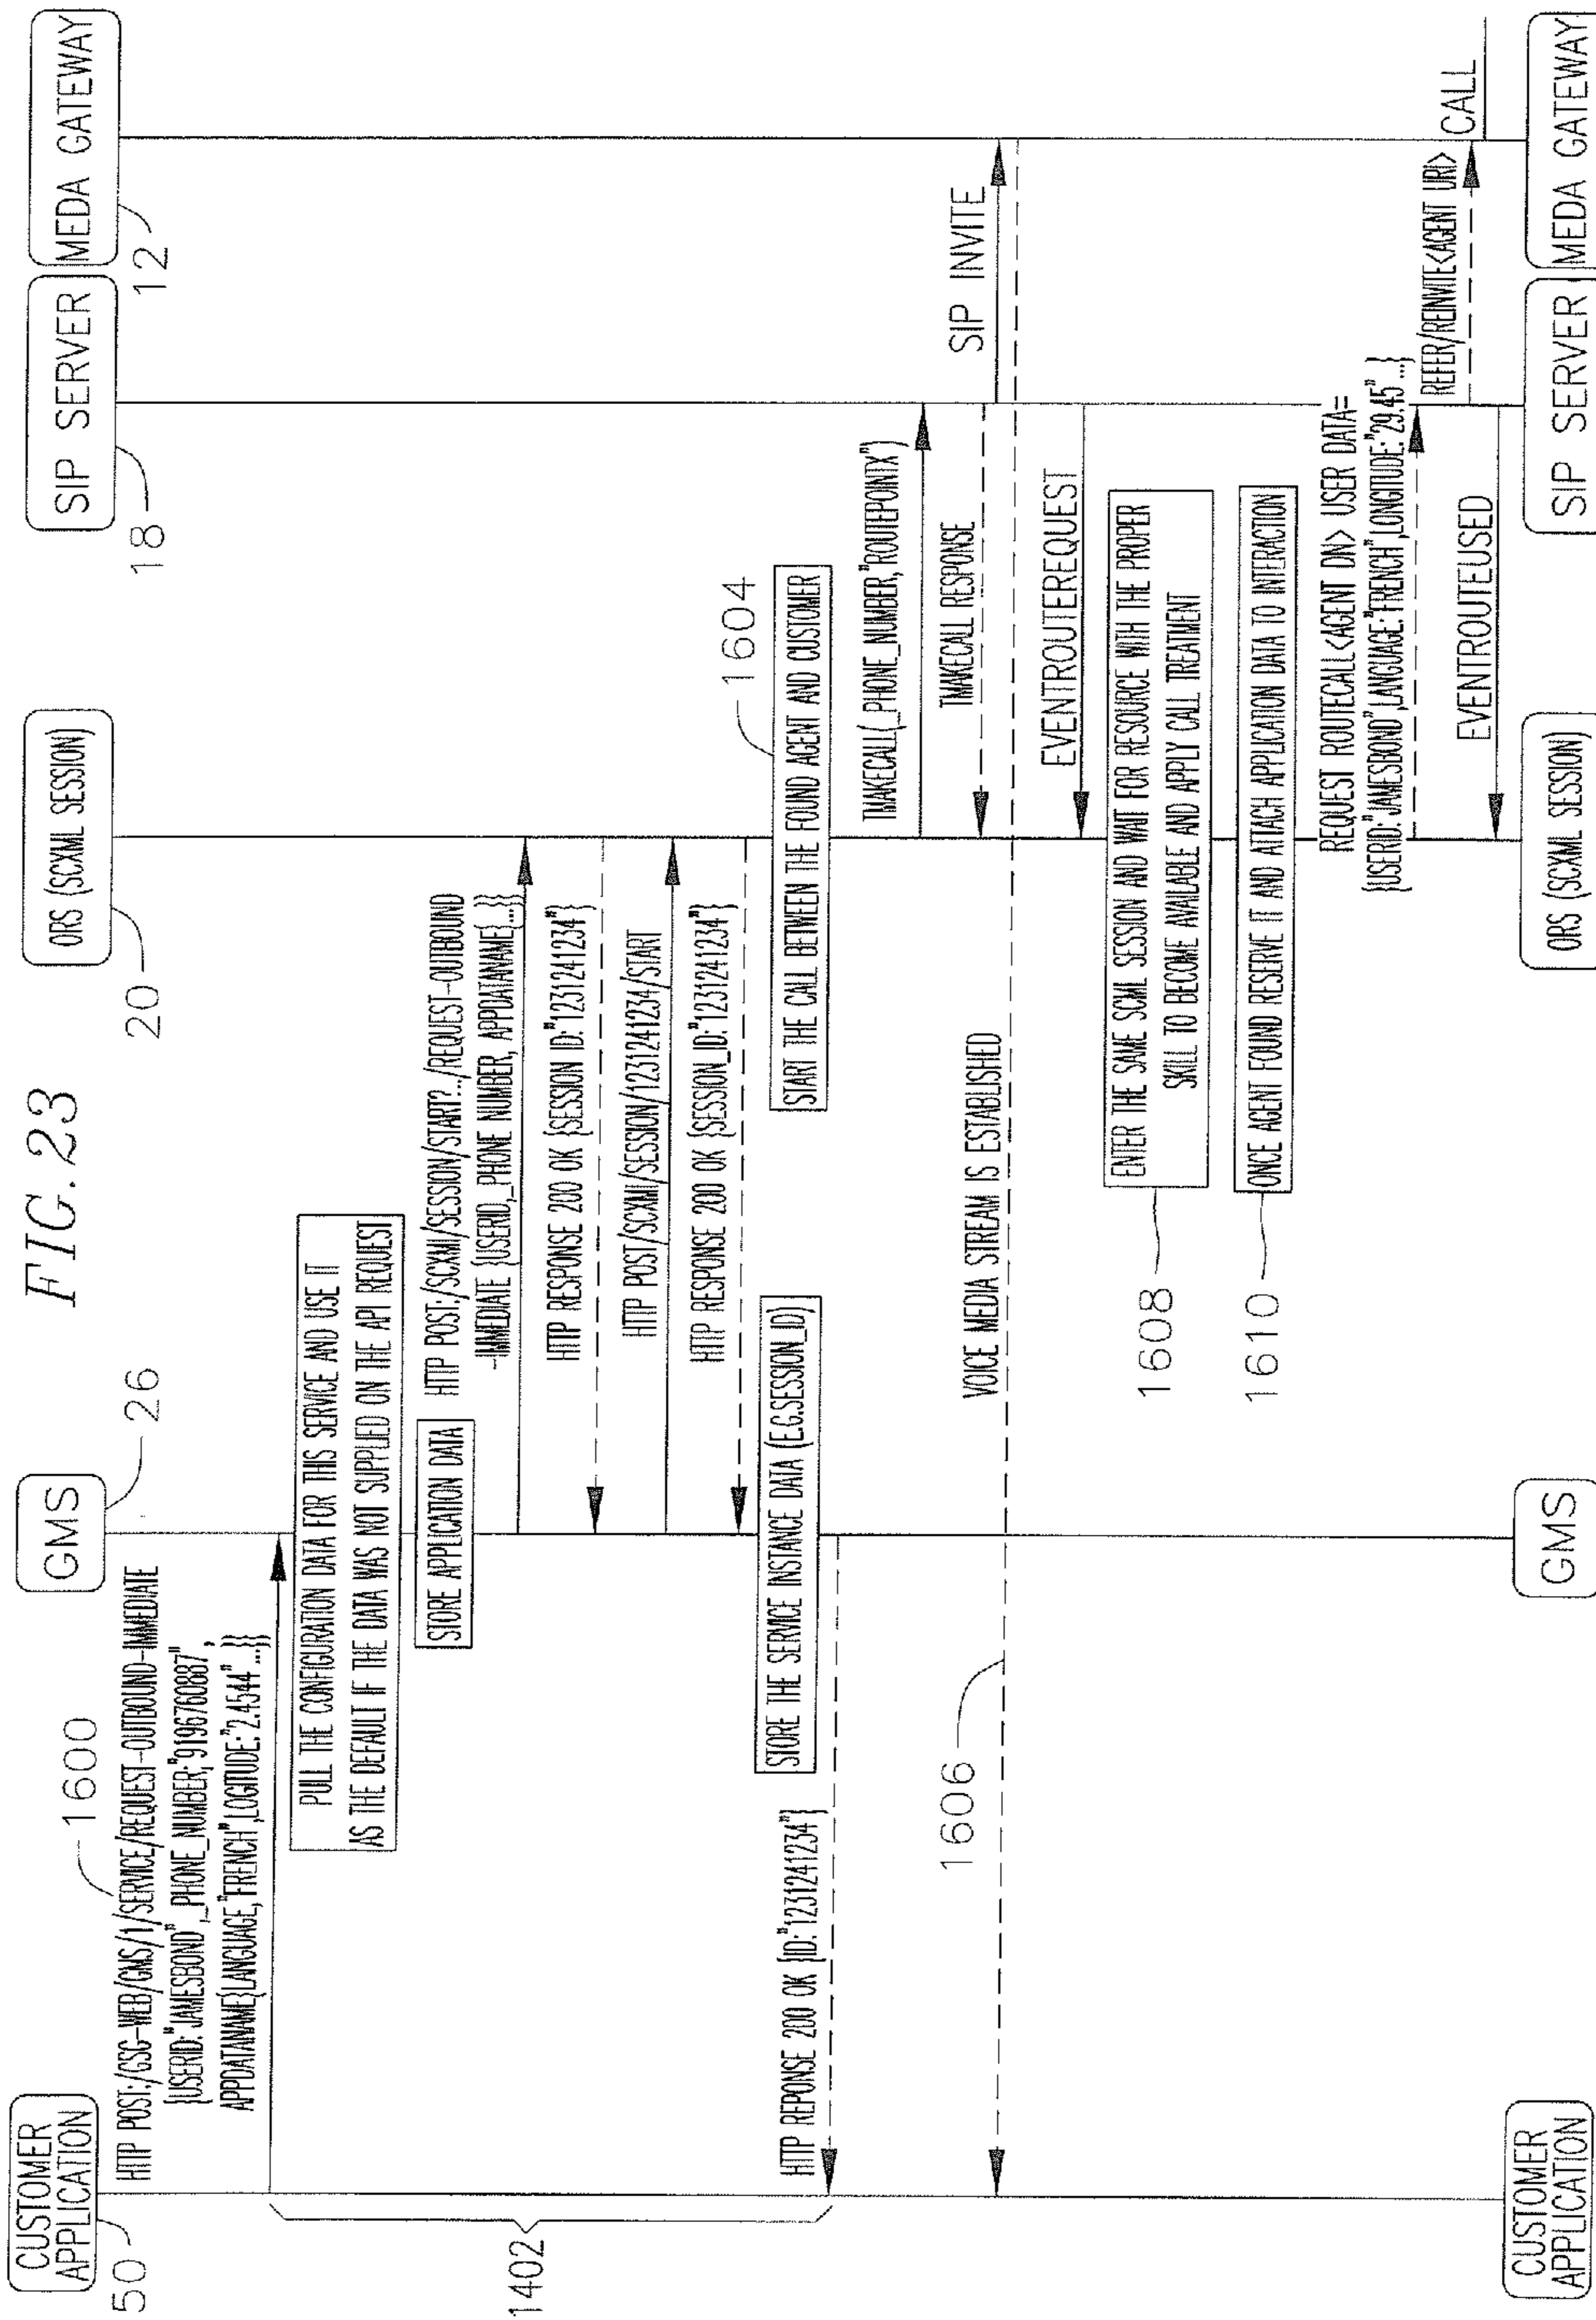 FIG. 23
CUSTOMER
APPLICATION
50
GMS
26
ORS (SCXML SESSION)
20
SIP SERVER
18
MEDA GATEWAY
12
1600
HTTP POST:/GSG-WEB/GMS/1/SERVICE/REQUEST-OUTBOUND-IMMEDIATE
{USERID:"JAMESBOND",_PHONE_NUMBER;"9196760887",
APPDATANAME}LANGUAGE,"FRENCH",LOGITUDE:"2.4544"...}}
1402
PULL THE CONFIGURATION DATA FOR THIS SERVICE AND USE IT
AS THE DEFAULT IF THE DATA WAS NOT SUPPLIED ON THE API REQUEST
STORE APPLICATION DATA
HTTP POST:/SCXMI/SESSION/START?../REQUEST-OUTBOUND
-IMMEDIATE {USERID,_PHONE NUMBER, APPDATANAME}...}}
HTTP RESPONSE 200 OK {SESSION ID:"1231241234"}
HTTP POST/SCXMI/SESSION/1231241234/START
HTTP RESPONSE 200 OK {SESSION_ID:"1231241234"}
STORE THE SERVICE INSTANCE DATA (E.G.SESSION_ID)
HTTP REPONSE 200 OK {ID:"1231241234"}
1604
START THE CALL BETWEEN THE FOUND AGENT AND CUSTOMER
TMAKECALL(_PHONE_NUMBER,"ROUTEPOINTX")
TMAKECALL RESPONSE
SIP INVITE
1606
VOICE MEDIA STREAM IS ESTABLISHED
EVENTROUTEREQUEST
1608
ENTER THE SAME SCML SESSION AND WAIT FOR RESOURCE WITH THE PROPER
SKILL TO BECOME AVAILABLE AND APPLY CALL TREATMENT
1610
ONCE AGENT FOUND RESERVE IT AND ATTACH APPLICATION DATA TO INTERACTION
REQUEST ROUTECALL<AGENT DN> USER DATA=
{USERID:"JAMESBOND",LANGUAGE:"FRENCH",LONGITUDE:"29.45"...}
REFER/REINVITE<AGENT URI>
CALL
EVENTROUTEUSED
CUSTOMER
APPLICATION
GMS
ORS (SCXML SESSION)
SIP SERVER
MEDA GATEWAY